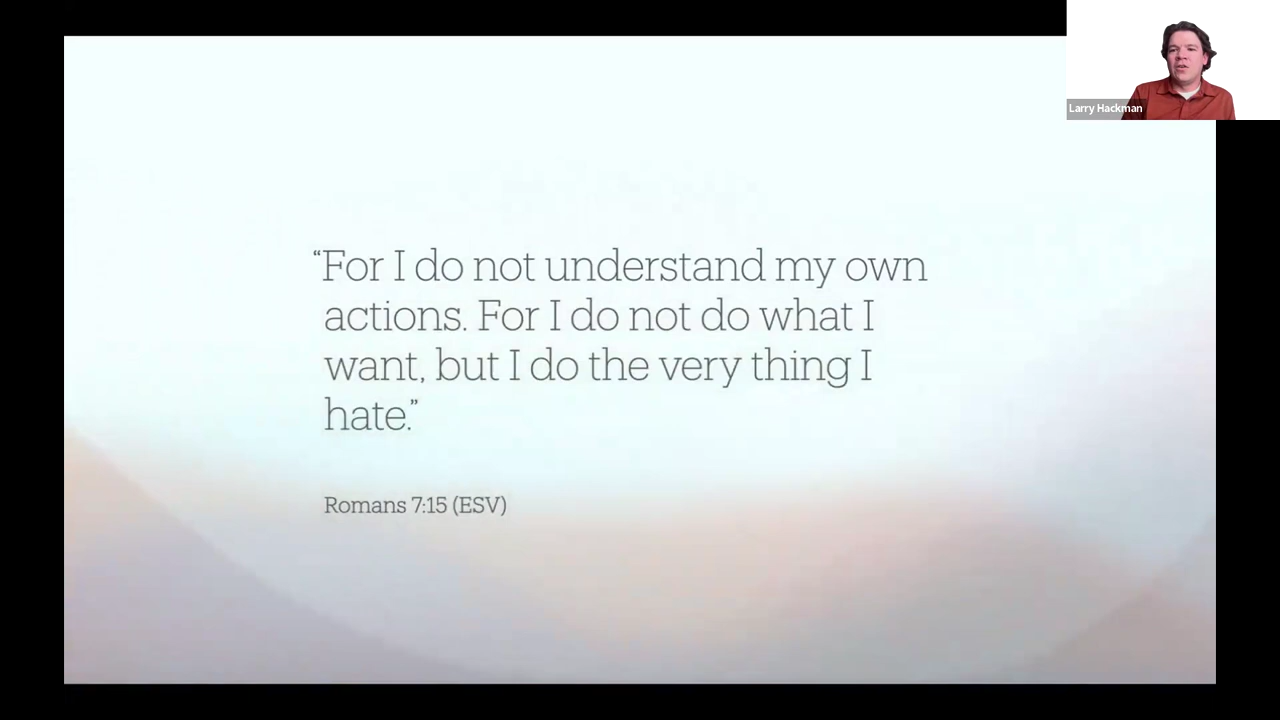 Larry Hackman
“For I do not understand my own
actions. For I do not do what I
want, but I do the very thing I
hate.”
Romans 7:15 (ESV)